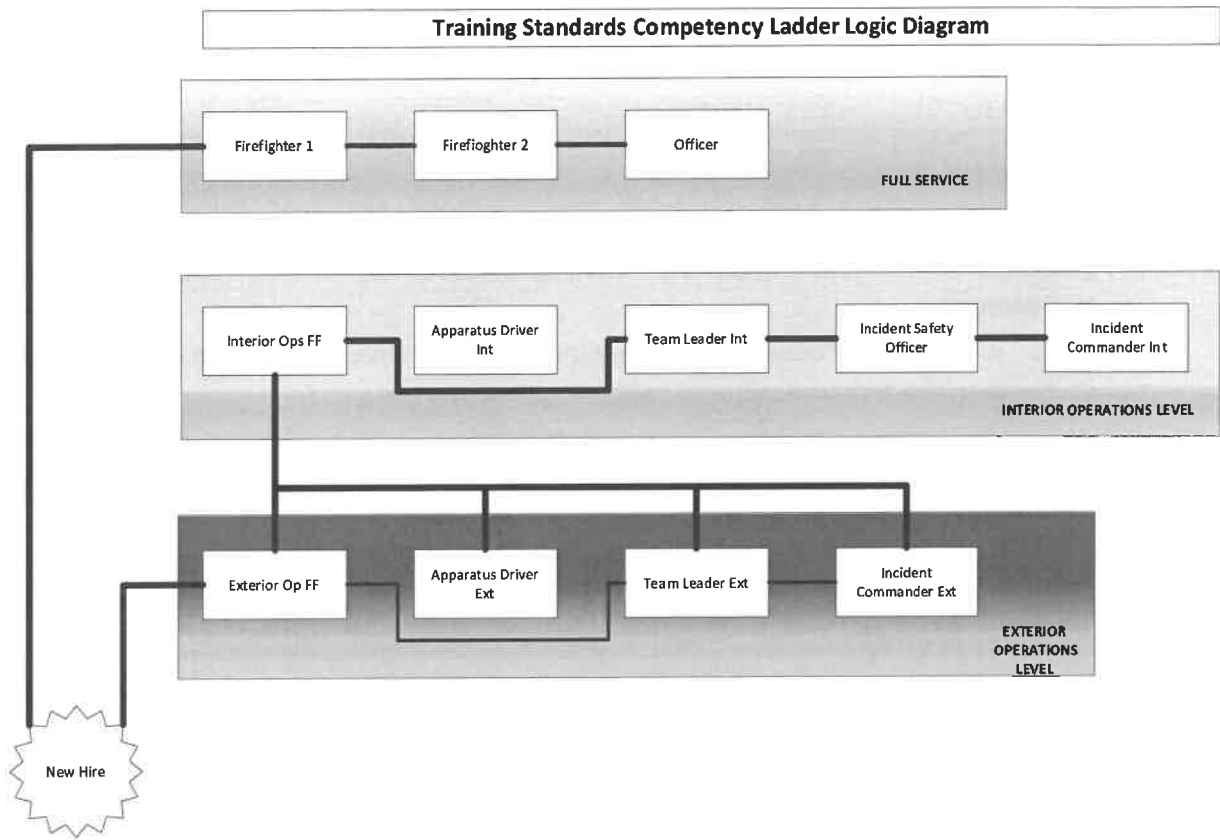 Training Standards Competency Ladder Logic Diagram
Firefighter 1
Firefioghter 2
Officer
FULL SERVICE
Interior Ops FF
Apparatus Driver
Int
Team Leader Int
Incident Safety
Officer
Incident
Commander Int
INTERIOR OPERATIONS LEVEL
Exterior Op FF
Apparatus Driver
Ext
Team Leader Ext
Incident
Commander Ext
EXTERIOR
OPERATIONS
LEVEL
New Hire